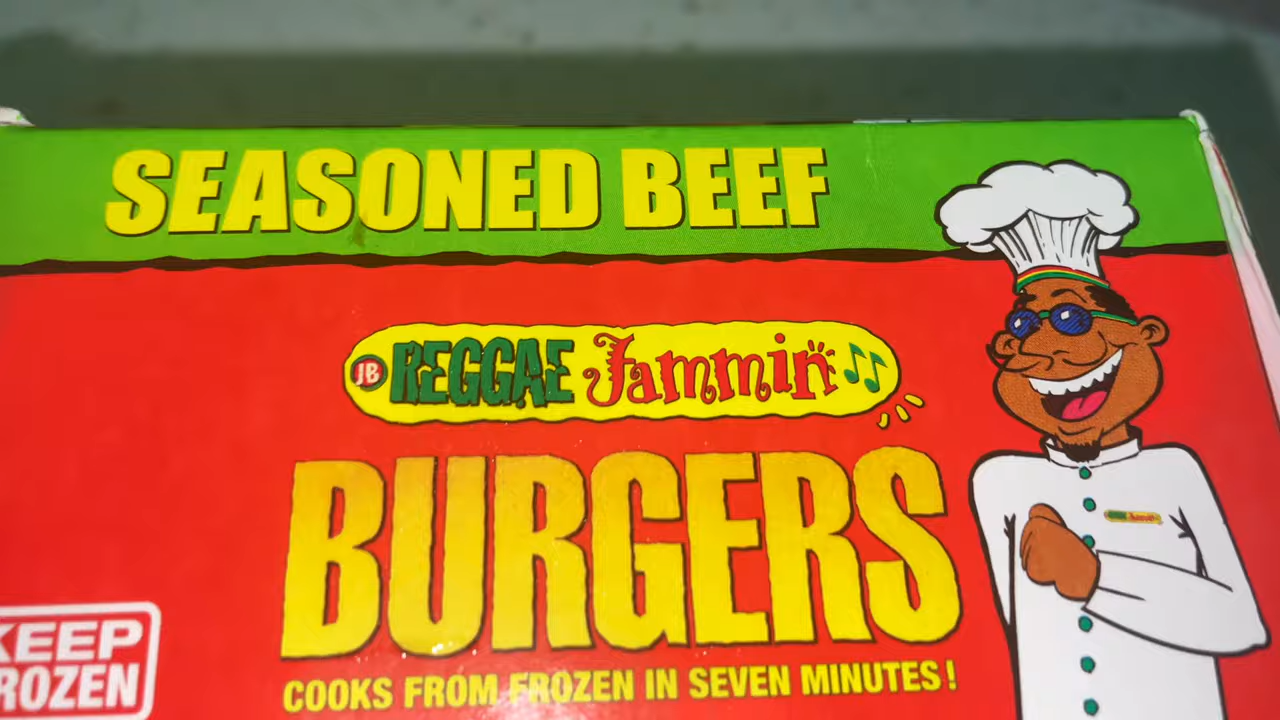 SEASONED BEEF
JB REGGAE Jammin
BURGERS
COOKS FROM FROZEN IN SEVEN MINUTES!
KEEP
ROZEN